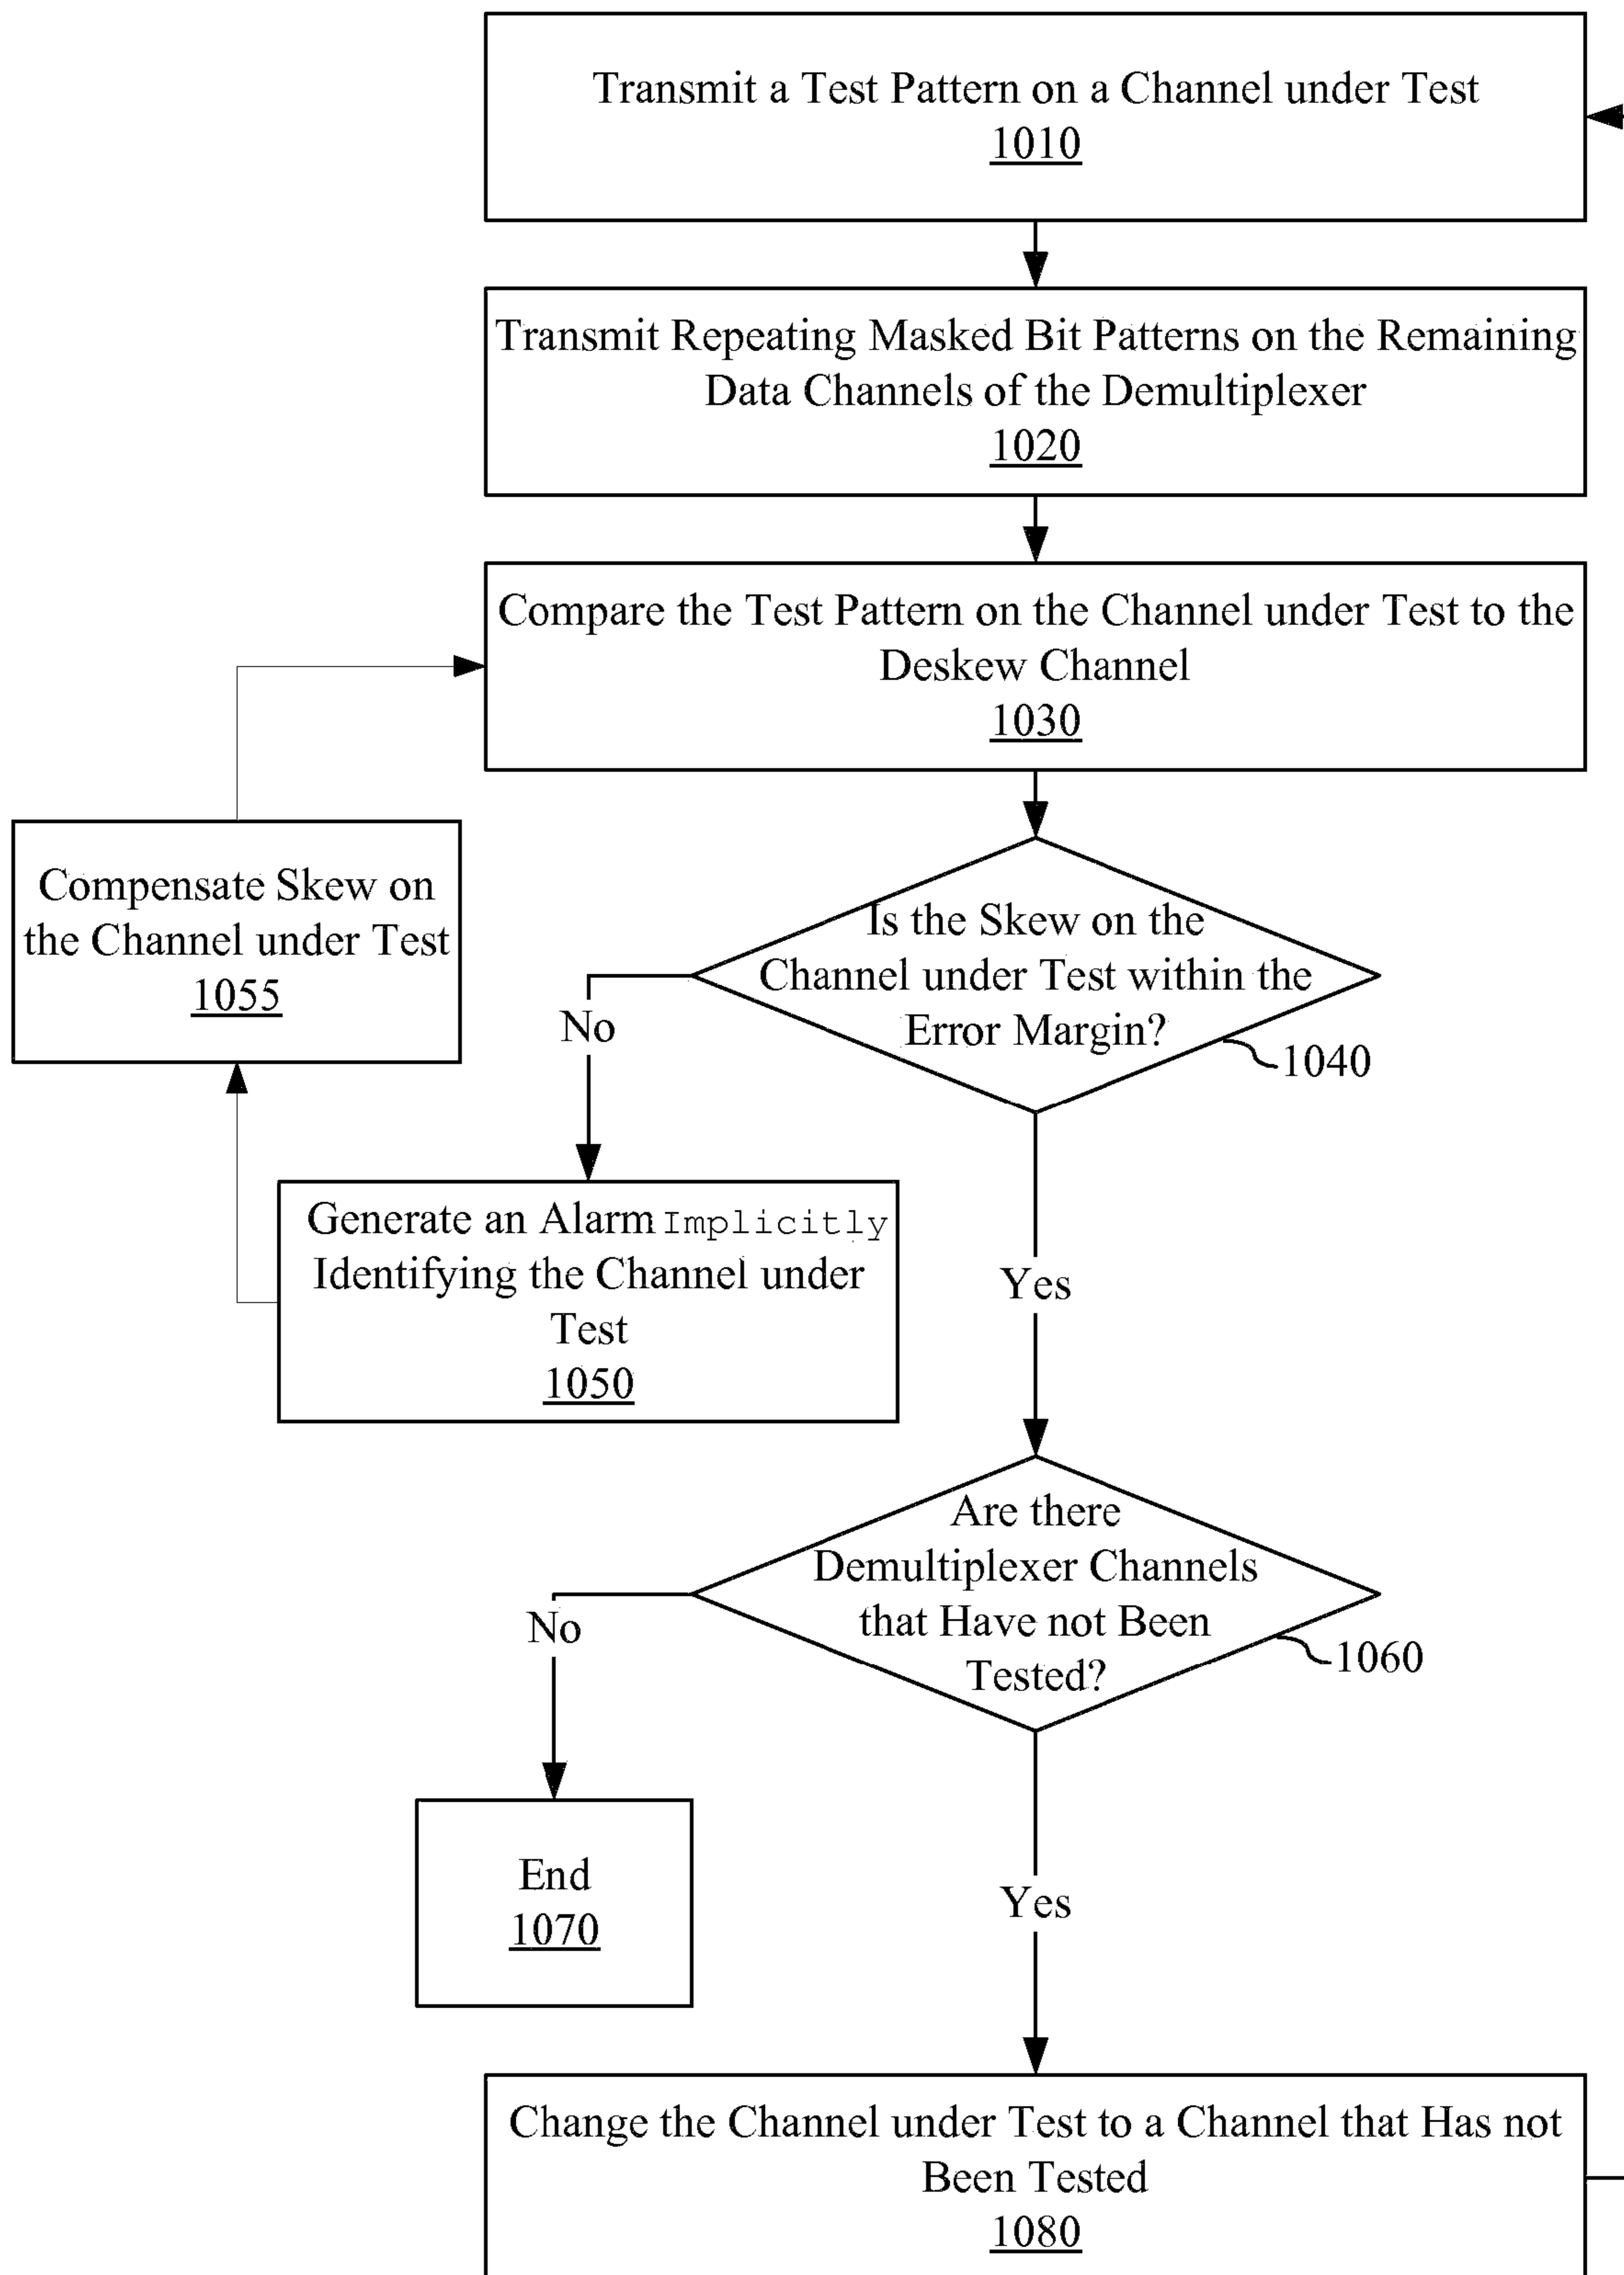 Transmit a Test Pattern on a Channel under Test
1010
Transmit Repeating Masked Bit Patterns on the Remaining
Data Channels of the Demultiplexer
1020
Compare the Test Pattern on the Channel under Test to the
Deskew Channel
1030
Compensate Skew on
the Channel under Test
1055
Is the Skew on the
Channel under Test within the
Error Margin?
1040
No
Generate an Alarm Implicitly
Identifying the Channel under
Test
1050
Yes
Are there
Demultiplexer Channels
that Have not Been
Tested?
1060
No
End
1070
Yes
Change the Channel under Test to a Channel that Has not
Been Tested
1080